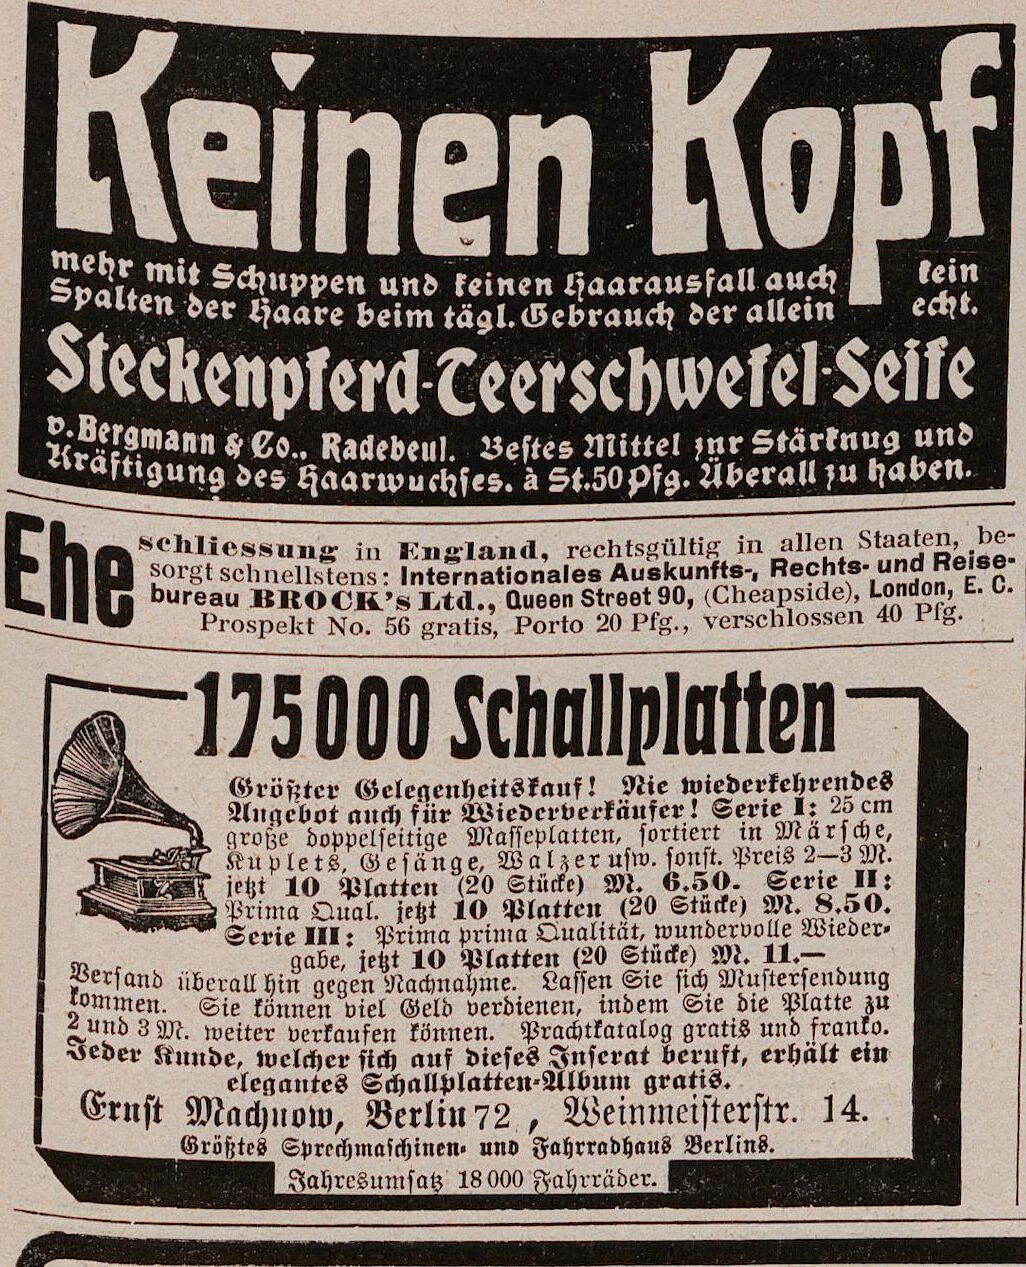 Keinen Kopf
mehr mit Schuppen und keinen Haarausfall auch kein
Spalten der Haare beim tägl. Gebrauch der allein echt.
Steckenpferd-Teerschwefel-Seife
v. Bergmann & Co., Radebeul. Bestes Mittel zur Stärknug und
Kräftigung des Haarwuchses. à St. 50 Pfg. Überall zu haben.
Eheschliessung in England, rechtsgültig in allen Staaten, be-
sorgt schnellstens: Internationales Auskunfts-, Rechts- und Reise-
bureau BROCK's Ltd., Queen Street 90, (Cheapside), London, E. C.
Prospekt No. 56 gratis, Porto 20 Pfg., verschlossen 40 Pfg.
175000 Schallplatten
Größter Gelegenheitskauf! Nie wiederkehrendes
Angebot auch für Wiederverkäufer! Serie I: 25 cm
große doppelseitige Masseplatten, sortiert in Märsche,
Kuplets, Gesänge, Walzer usw. sonst. Preis 2—3 M.
jetzt 10 Platten (20 Stücke) M. 6.50. Serie II:
Prima Qual. jetzt 10 Platten (20 Stücke) M. 8.50.
Serie III: Prima prima Qualität, wundervolle Wieder-
gabe, jetzt 10 Platten (20 Stücke) M. 11.—
Versand überall hin gegen Nachnahme. Lassen Sie sich Mustersendung
kommen. Sie können viel Geld verdienen, indem Sie die Platte zu
2 und 3 M. weiter verkaufen können. Prachtkatalog gratis und franko.
Jeder Kunde, welcher sich auf dieses Inserat beruft, erhält ein
elegantes Schallplatten-Album gratis.
Ernst Machnow, Berlin 72, Weinmeisterstr. 14.
Größtes Sprechmaschinen- und Fahrradhaus Berlins.
Jahresumsatz 18000 Fahrräder.